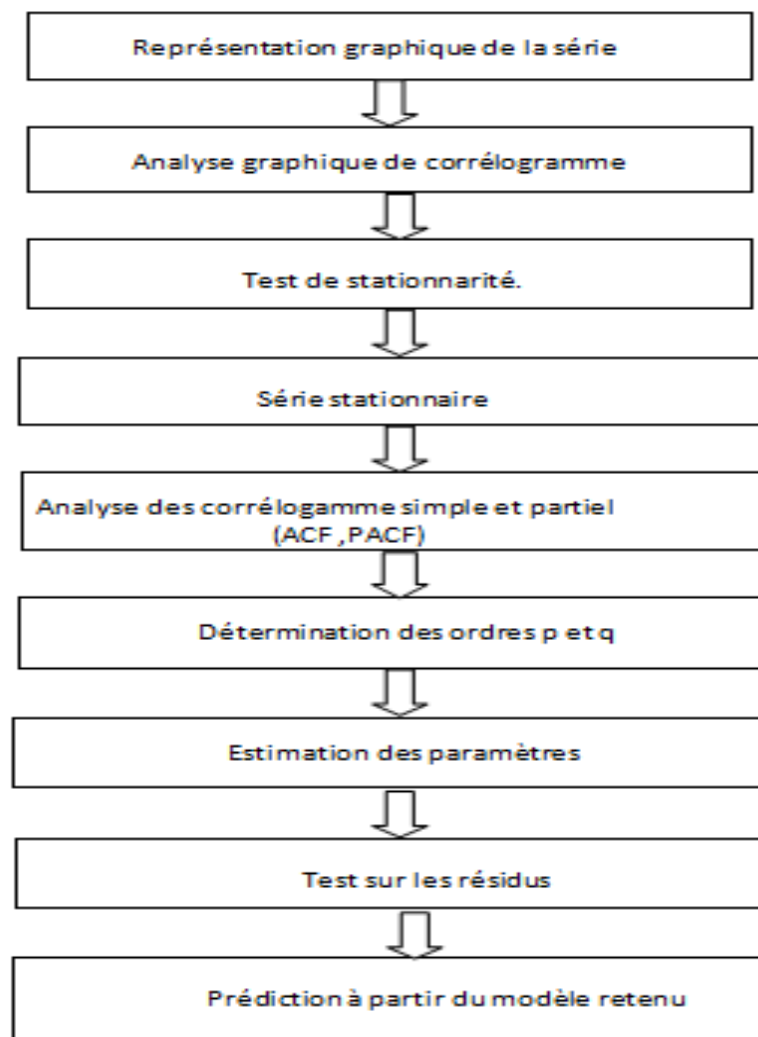 Représentation graphique de la série
Analyse graphique de corrélogramme
Test de stationnarité.
Série stationnaire
Analyse des corrélogamme simple et partiel
(ACF ,PACF)
Détermination des ordres p et q
Estimation des paramètres
Test sur les résidus
Prédiction à partir du modèle retenu